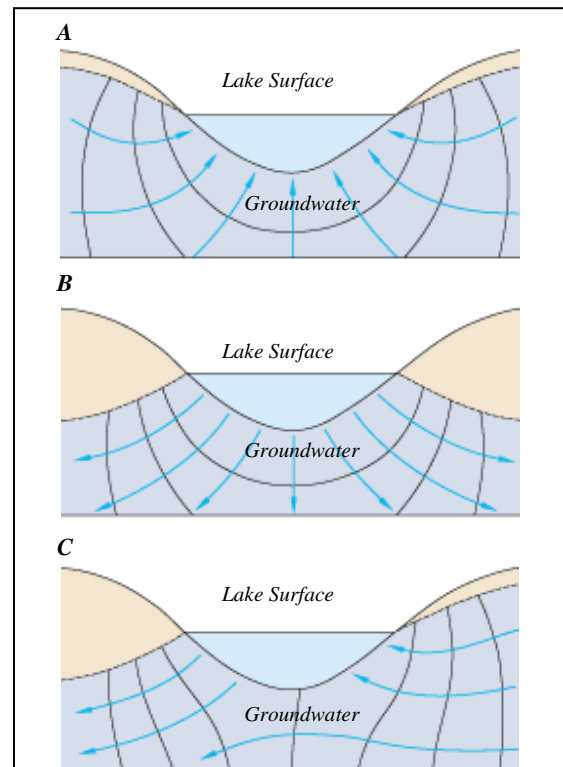 A
Lake Surface
Groundwater
B
Lake Surface
Groundwater
C
Lake Surface
Groundwater